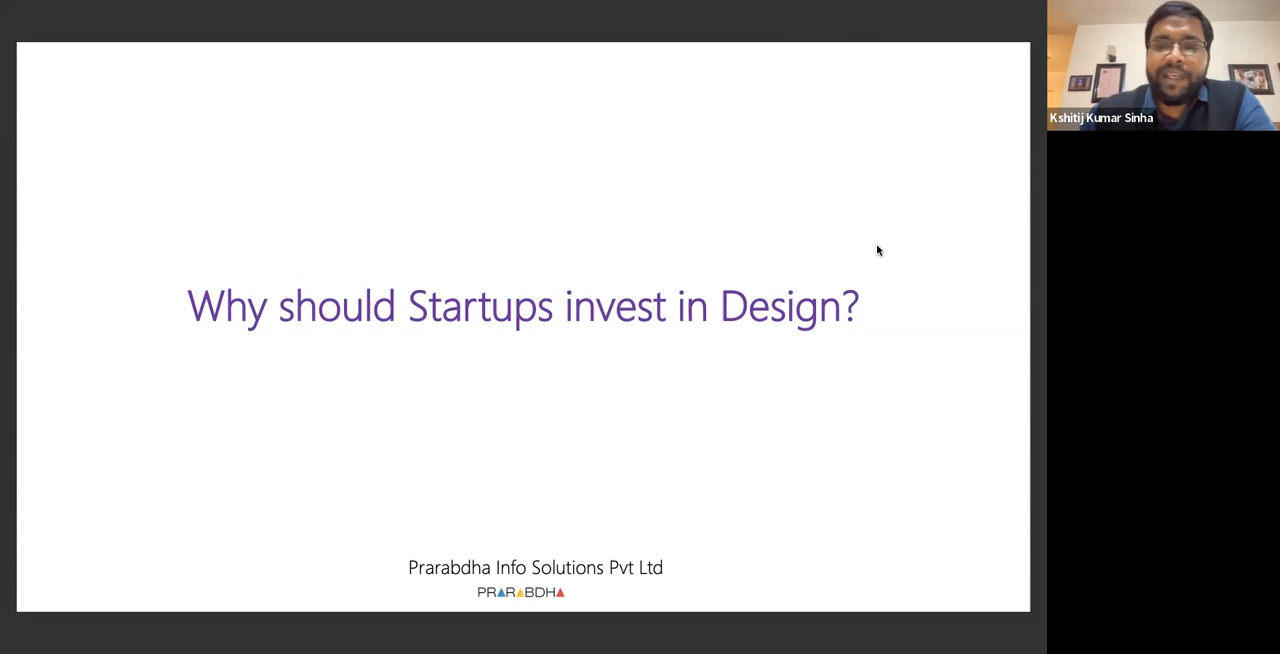 Kshitij Kumar Sinha
Why should Startups invest in Design?
Prarabdha Info Solutions Pvt Ltd
PRARABDHA